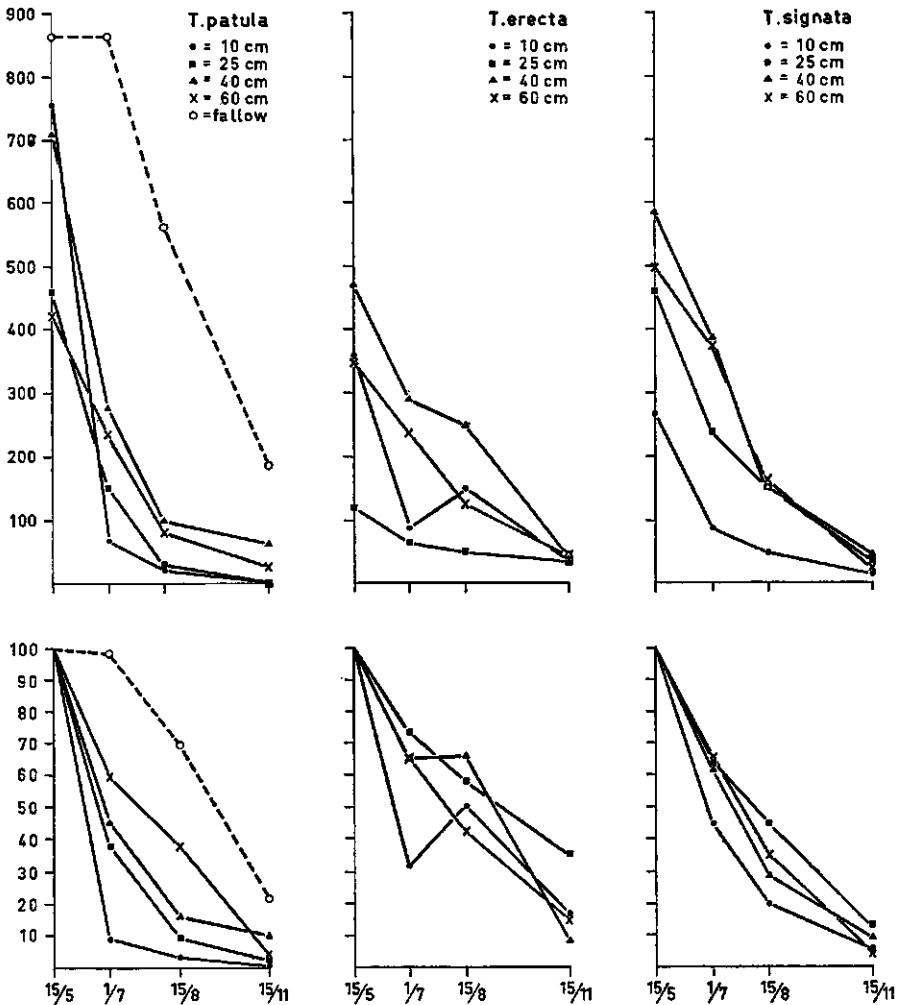 T.patula
• = 10 cm
▪ = 25 cm
▴ = 40 cm
x = 60 cm
o =fallow
T.erecta
• = 10 cm
▪ = 25 cm
▴ = 40 cm
x = 60 cm
T.signata
• = 10 cm
• = 25 cm
▴ = 40 cm
x = 60 cm
900
800
700
600
500
400
300
200
100
100
90
80
70
60
50
40
30
20
10
15/5 1/7 15/8 15/11
15/5 1/7 15/8 15/11
15/5 1/7 15/8 15/11